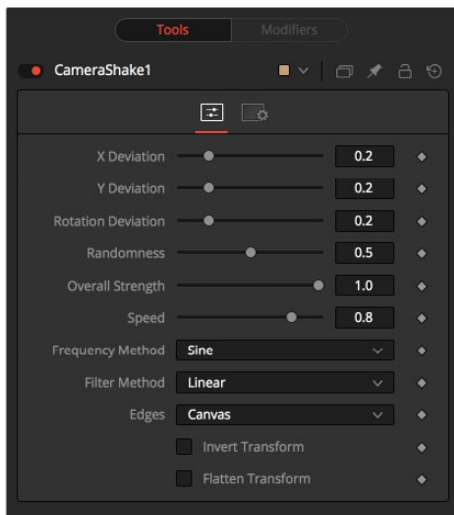 Tools Modifiers
CameraShake1
X Deviation 0.2
Y Deviation 0.2
Rotation Deviation 0.2
Randomness 0.5
Overall Strength 1.0
Speed 0.8
Frequency Method Sine
Filter Method Linear
Edges Canvas
Invert Transform
Flatten Transform